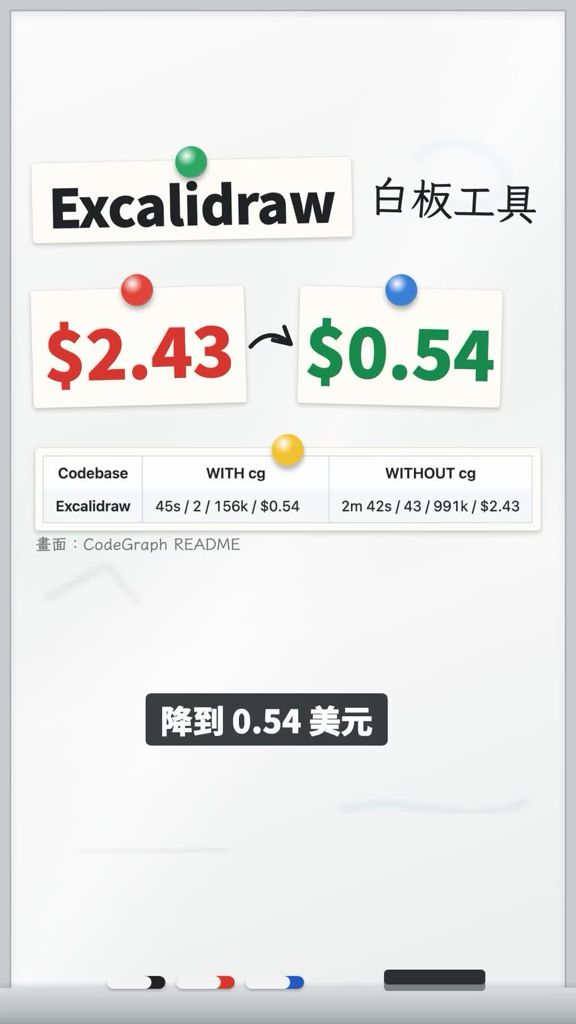 Excalidraw 白板工具
$2.43 $0.54
Codebase WITH cg WITHOUT cg
Excalidraw 45s / 2 / 156k / $0.54 2m 42s / 43 / 991k / $2.43
畫面：CodeGraph README
降到 0.54 美元